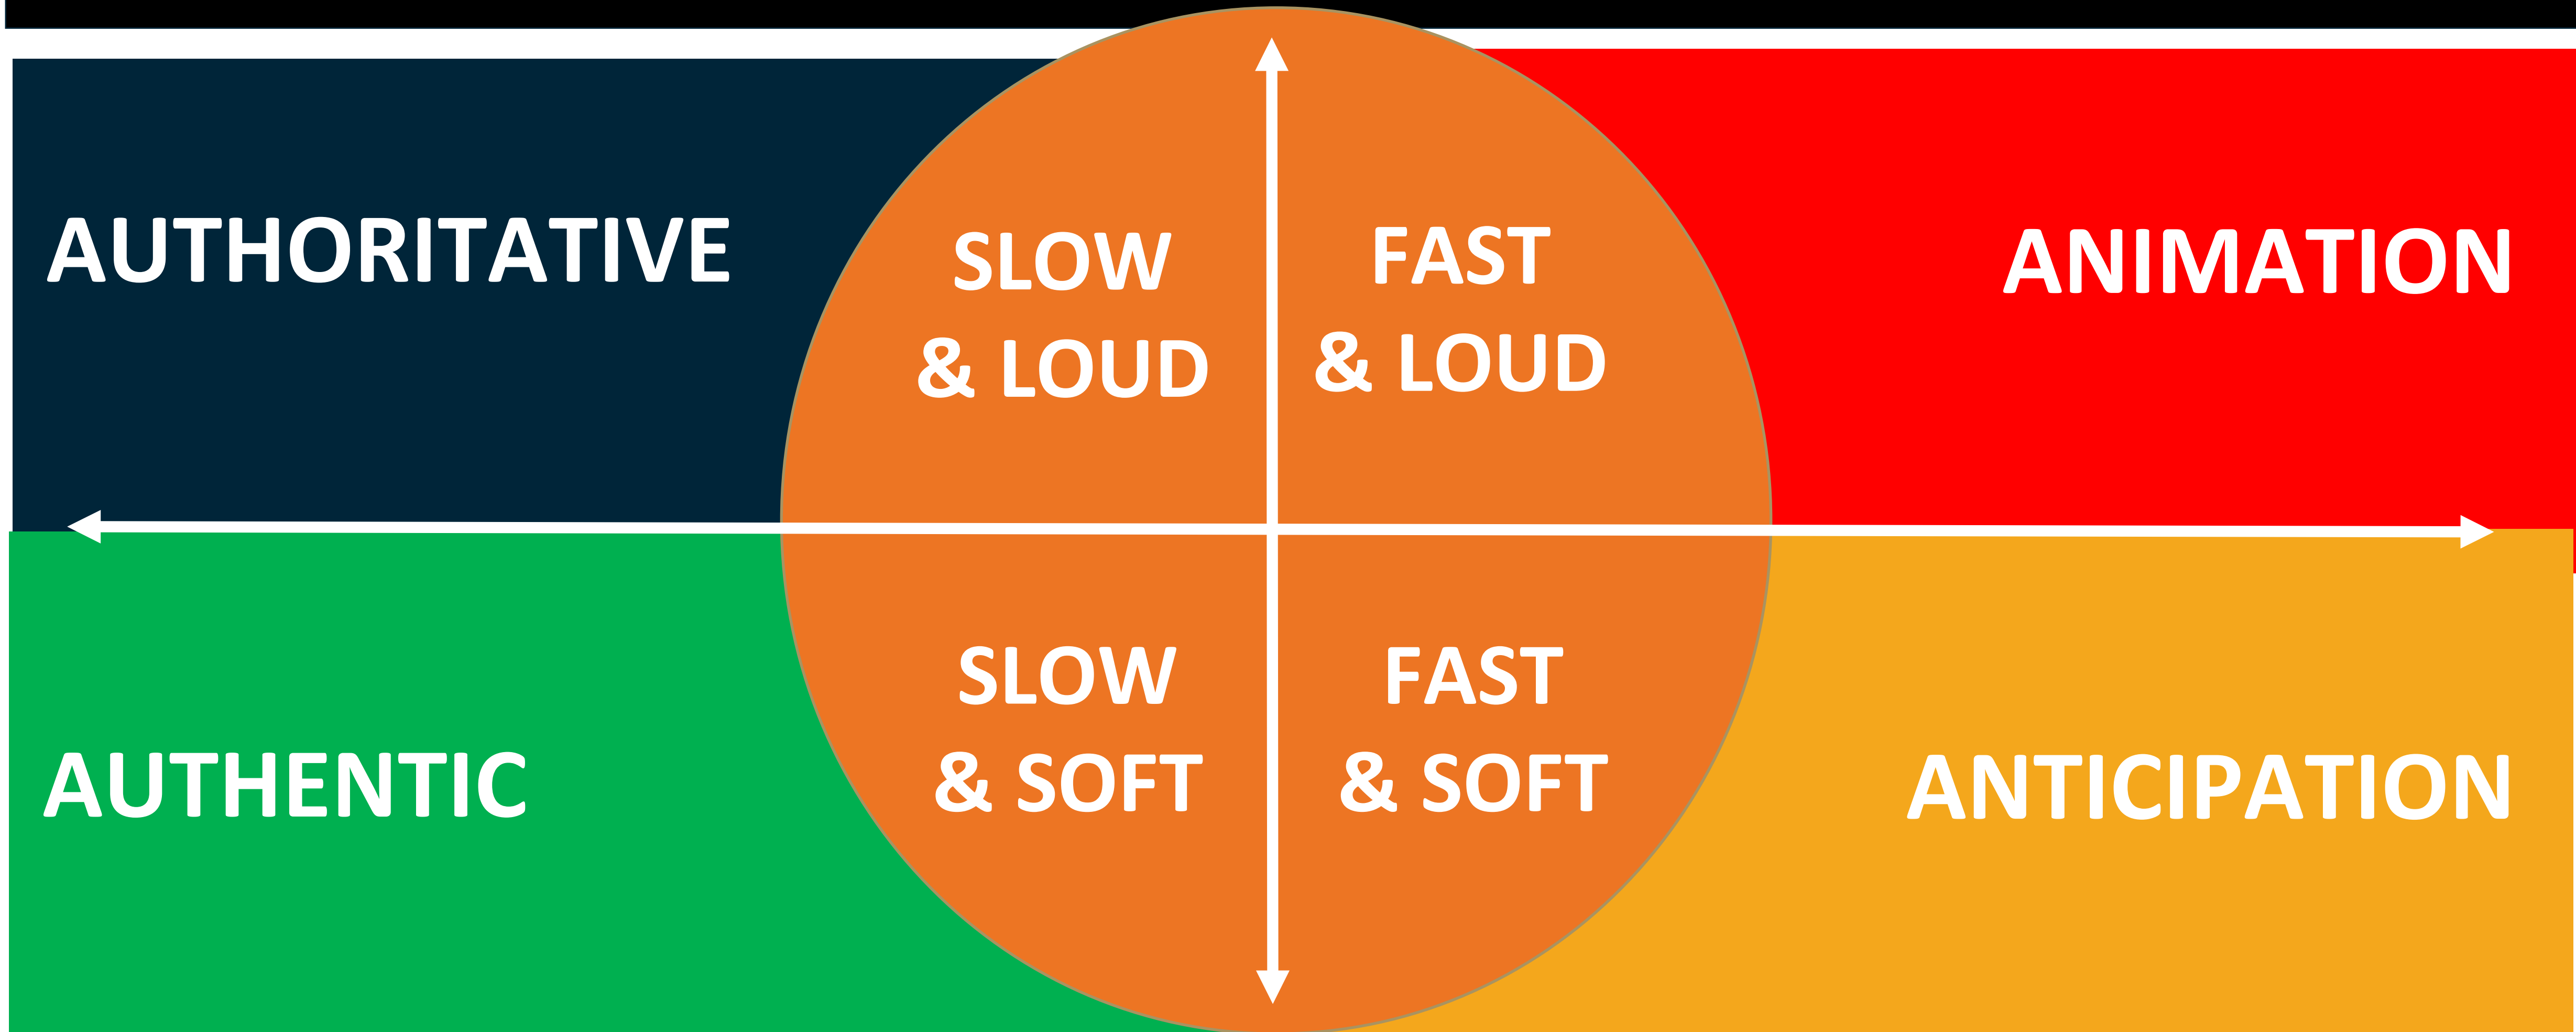 AUTHORITATIVE
SLOW
& LOUD
FAST
& LOUD
ANIMATION
AUTHENTIC
SLOW
& SOFT
FAST
& SOFT
ANTICIPATION